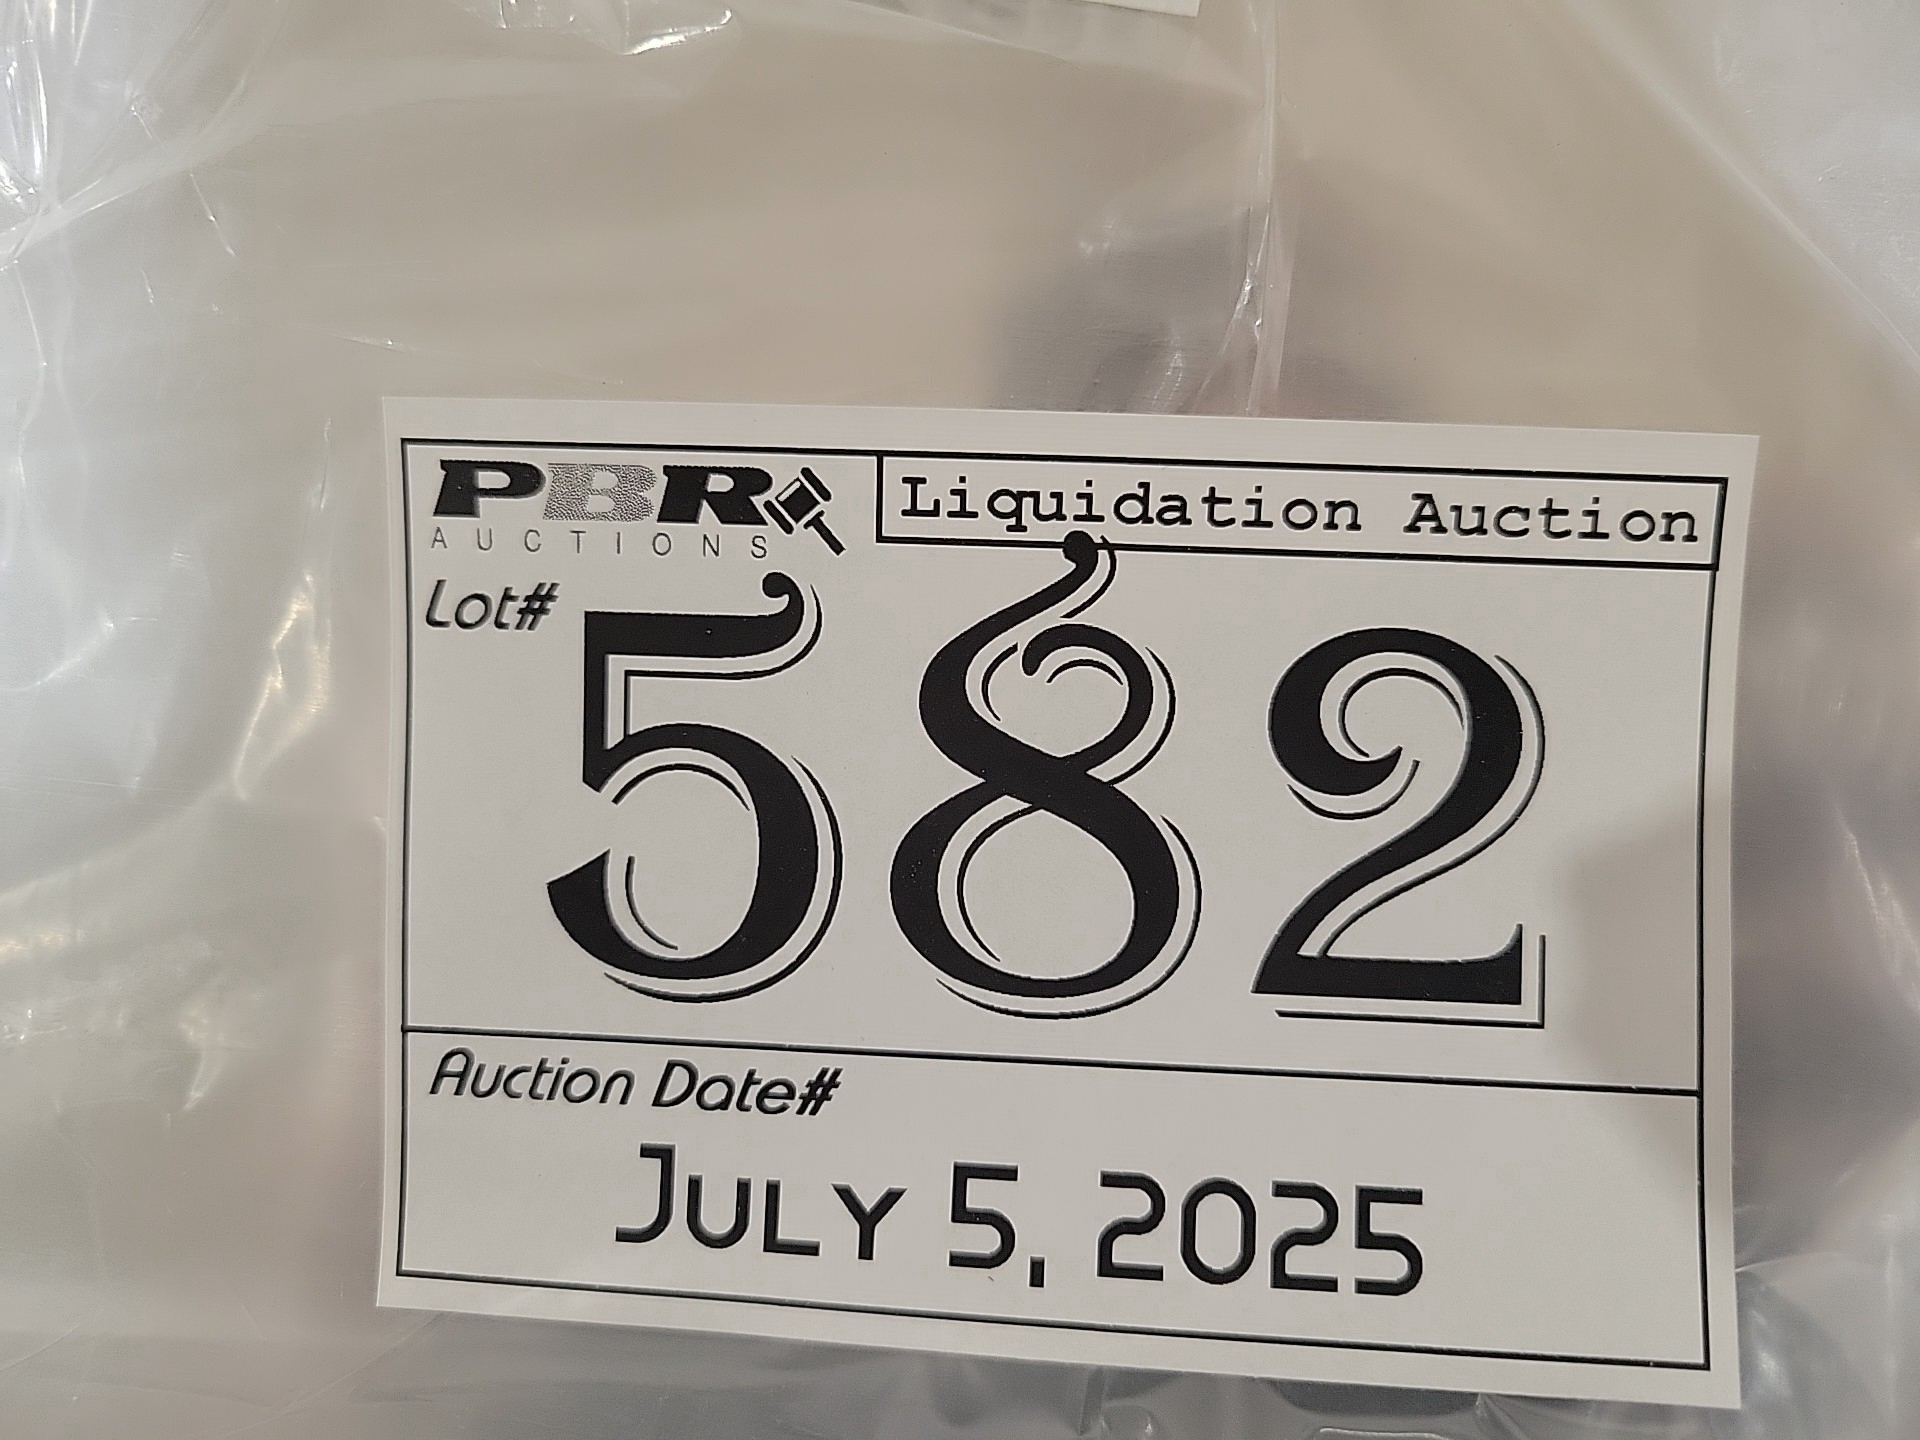 PBR
AUCTIONS
Liquidation Auction
Lot#
582
Auction Date#
July 5, 2025